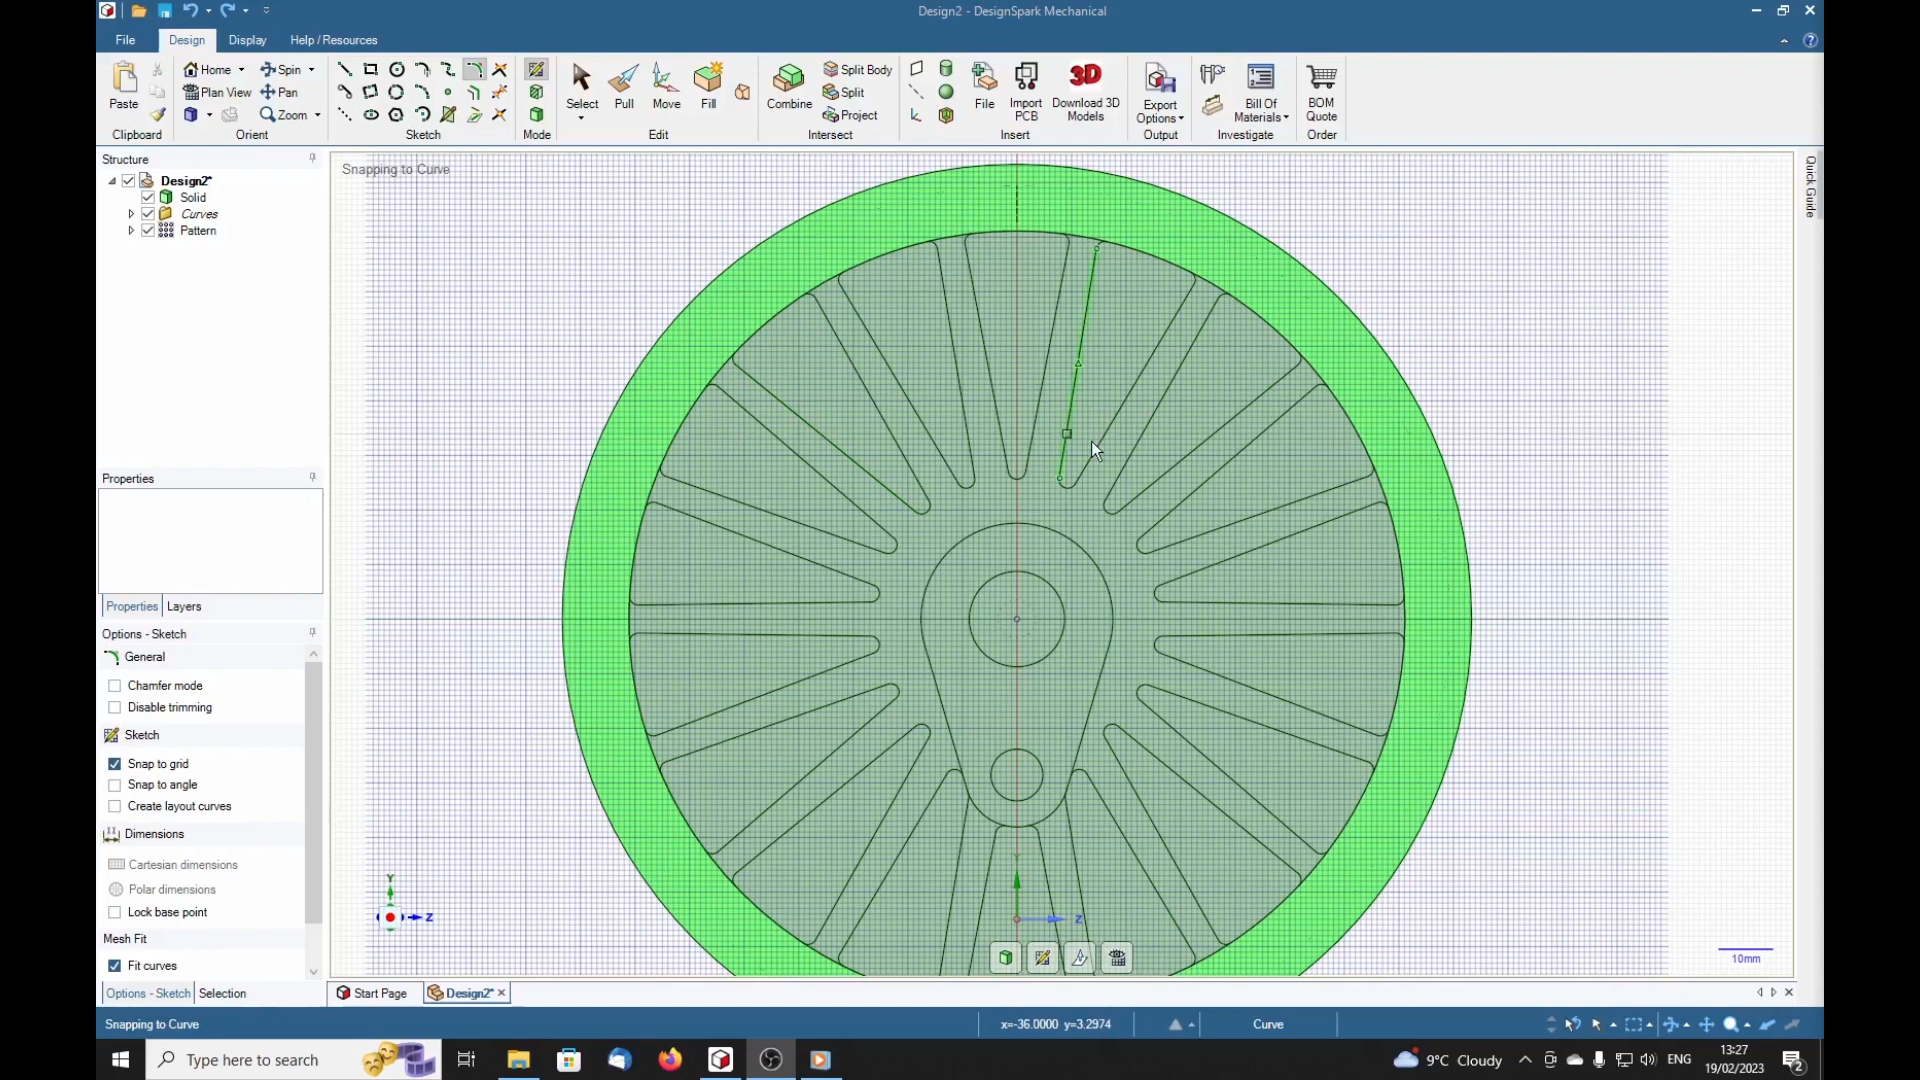 Design2 - DesignSpark Mechanical
File Design Display Help / Resources
Paste
Clipboard
Home Spin
Plan View Pan
Zoom
Orient
Sketch
Mode
Select Pull Move Fill
Edit
Combine Split Body
Split
Project
Intersect
File Import PCB Download 3D Models
3D
Insert
Export Options
Output
Bill Of Materials
Investigate
BOM Quote
Order
Structure
Design2*
Solid
Curves
Pattern
Snapping to Curve
Quick Guide
Properties
Properties Layers
Options - Sketch
General
Chamfer mode
Disable trimming
Sketch
Snap to grid
Snap to angle
Create layout curves
Dimensions
Cartesian dimensions
Polar dimensions
Lock base point
Mesh Fit
Fit curves
Y
Z
Y
Z
10mm
Options - Sketch Selection Start Page Design2*
Snapping to Curve x=-36.0000 y=3.2974 Curve
Type here to search 9°C Cloudy ENG 13:27
19/02/2023
2